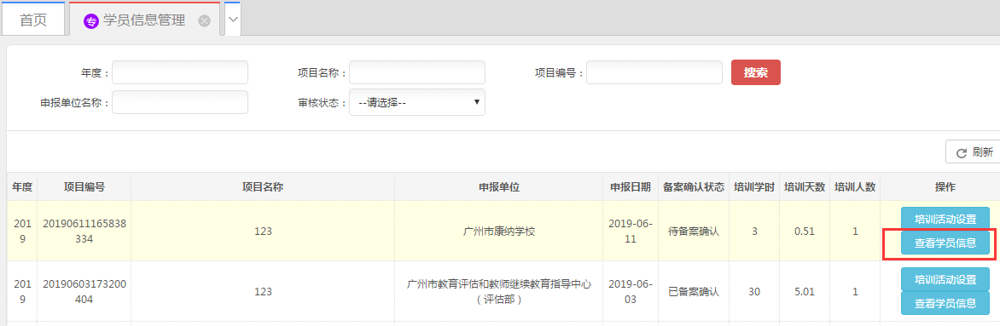 首页 专 学员信息管理
年度： 项目名称： 项目编号： 搜索
申报单位名称： 审核状态： --请选择--
刷新
年度 项目编号 项目名称 申报单位 申报日期 备案确认状态 培训学时 培训天数 培训人数 操作
201
9
20190611165838
334
123
广州市康纳学校
2019-06-
11
待备案确认
3
0.51
1
培训活动设置
查看学员信息
201
9
20190603173200
404
123
广州市教育评估和教师继续教育指导中心
（评估部）
2019-06-
03
已备案确认
30
5.01
1
培训活动设置
查看学员信息